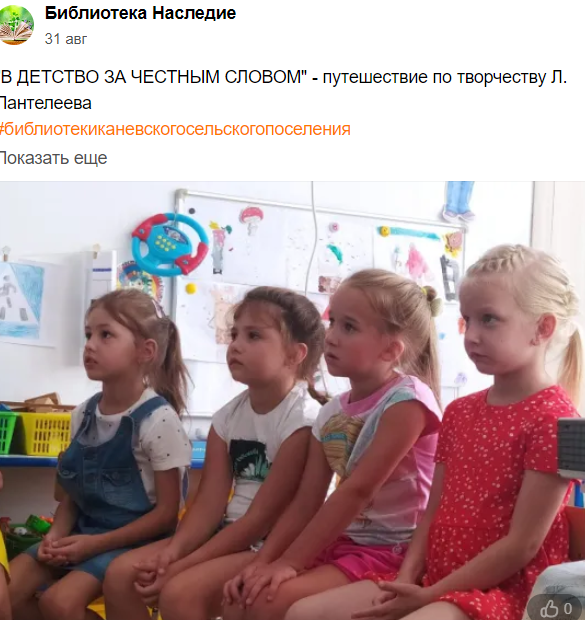 Библиотека Наследие
31 авг
"В ДЕТСТВО ЗА ЧЕСТНЫМ СЛОВОМ" - путешествие по творчеству Л.
Пантелеева
#библиотекиканевскогосельскогопоселения
Показать еще
0